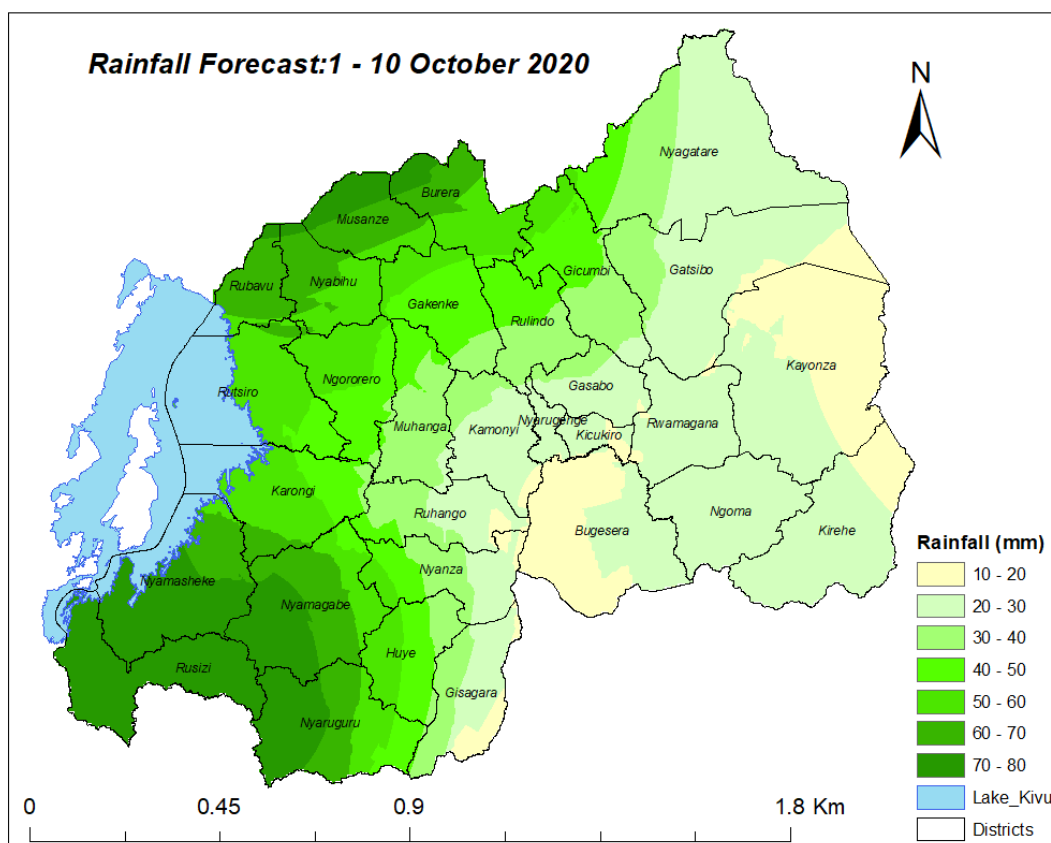 Rainfall Forecast:1 - 10 October 2020
N
Nyagatare
Burera
Musanze
Gicumbi
Gatsibo
Rubavu
Nyabihu
Gakenke
Rulindo
Kayonza
Rutsiro
Ngororero
Gasabo
Muhanga
Kamonyi
Nyarugenge
Kicukiro
Rwamagana
Karongi
Ruhango
Bugesera
Ngoma
Kirehe
Nyamasheke
Nyamagabe
Nyanza
Huye
Rusizi
Nyaruguru
Gisagara
Rainfall (mm)
10 - 20
20 - 30
30 - 40
40 - 50
50 - 60
60 - 70
70 - 80
Lake_Kivu
Districts
0 0.45 0.9 1.8 Km